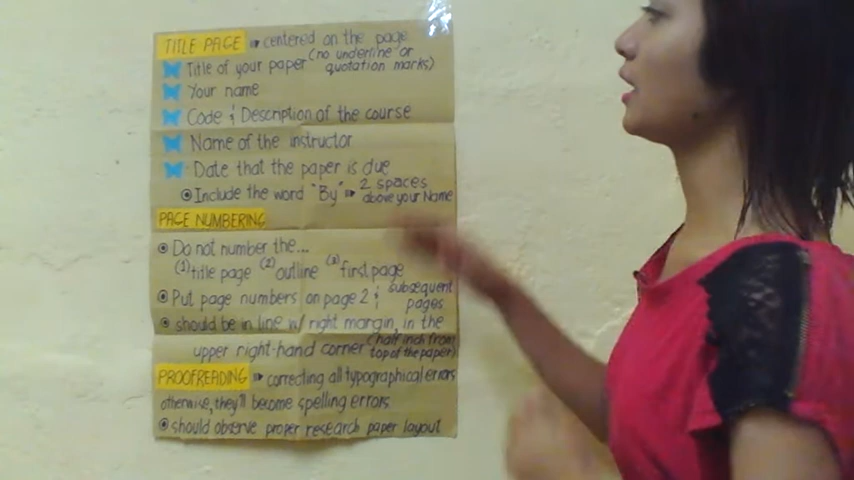 TITLE PAGE ➠ centered on the page
Title of your paper (no underline or quotation marks)
Your name
Code & Description of the course
Name of the instructor
Date that the paper is due
Include the word "By" ➠ 2 spaces above your Name
PAGE NUMBERING
Do not number the...
(1) title page (2) outline (3) first page
Put page numbers on page 2 & subsequent pages
should be in line w/ right margin, in the
upper right-hand corner (half inch from top of the paper)
PROOFREADING ➠ correcting all typographical errors
otherwise, they'll become spelling errors
should observe proper research paper layout